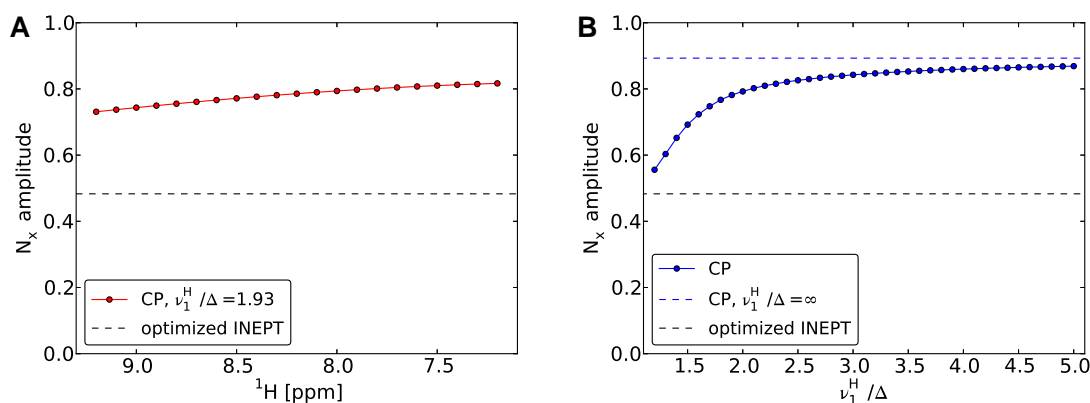 A
1.0
0.8
0.6
0.4
0.2
0.0
N_x amplitude
CP, ν₁ᴴ /Δ = 1.93
optimized INEPT
9.0 8.5 8.0 7.5
¹H [ppm]
B
1.0
0.8
0.6
0.4
0.2
0.0
Nₓ amplitude
CP
CP, ν₁ᴴ /Δ = ∞
optimized INEPT
1.5 2.0 2.5 3.0 3.5 4.0 4.5 5.0
ν₁ᴴ /Δ